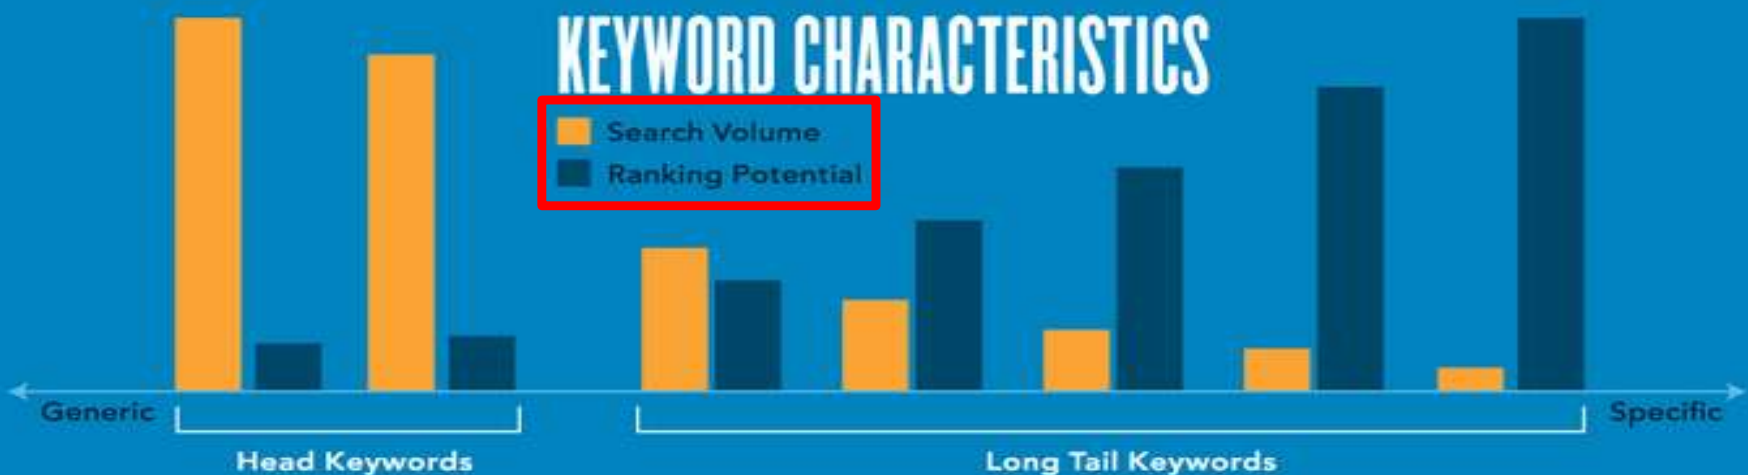 KEYWORD CHARACTERISTICS
Search Volume
Ranking Potential
Generic
Specific
Head Keywords
Long Tail Keywords